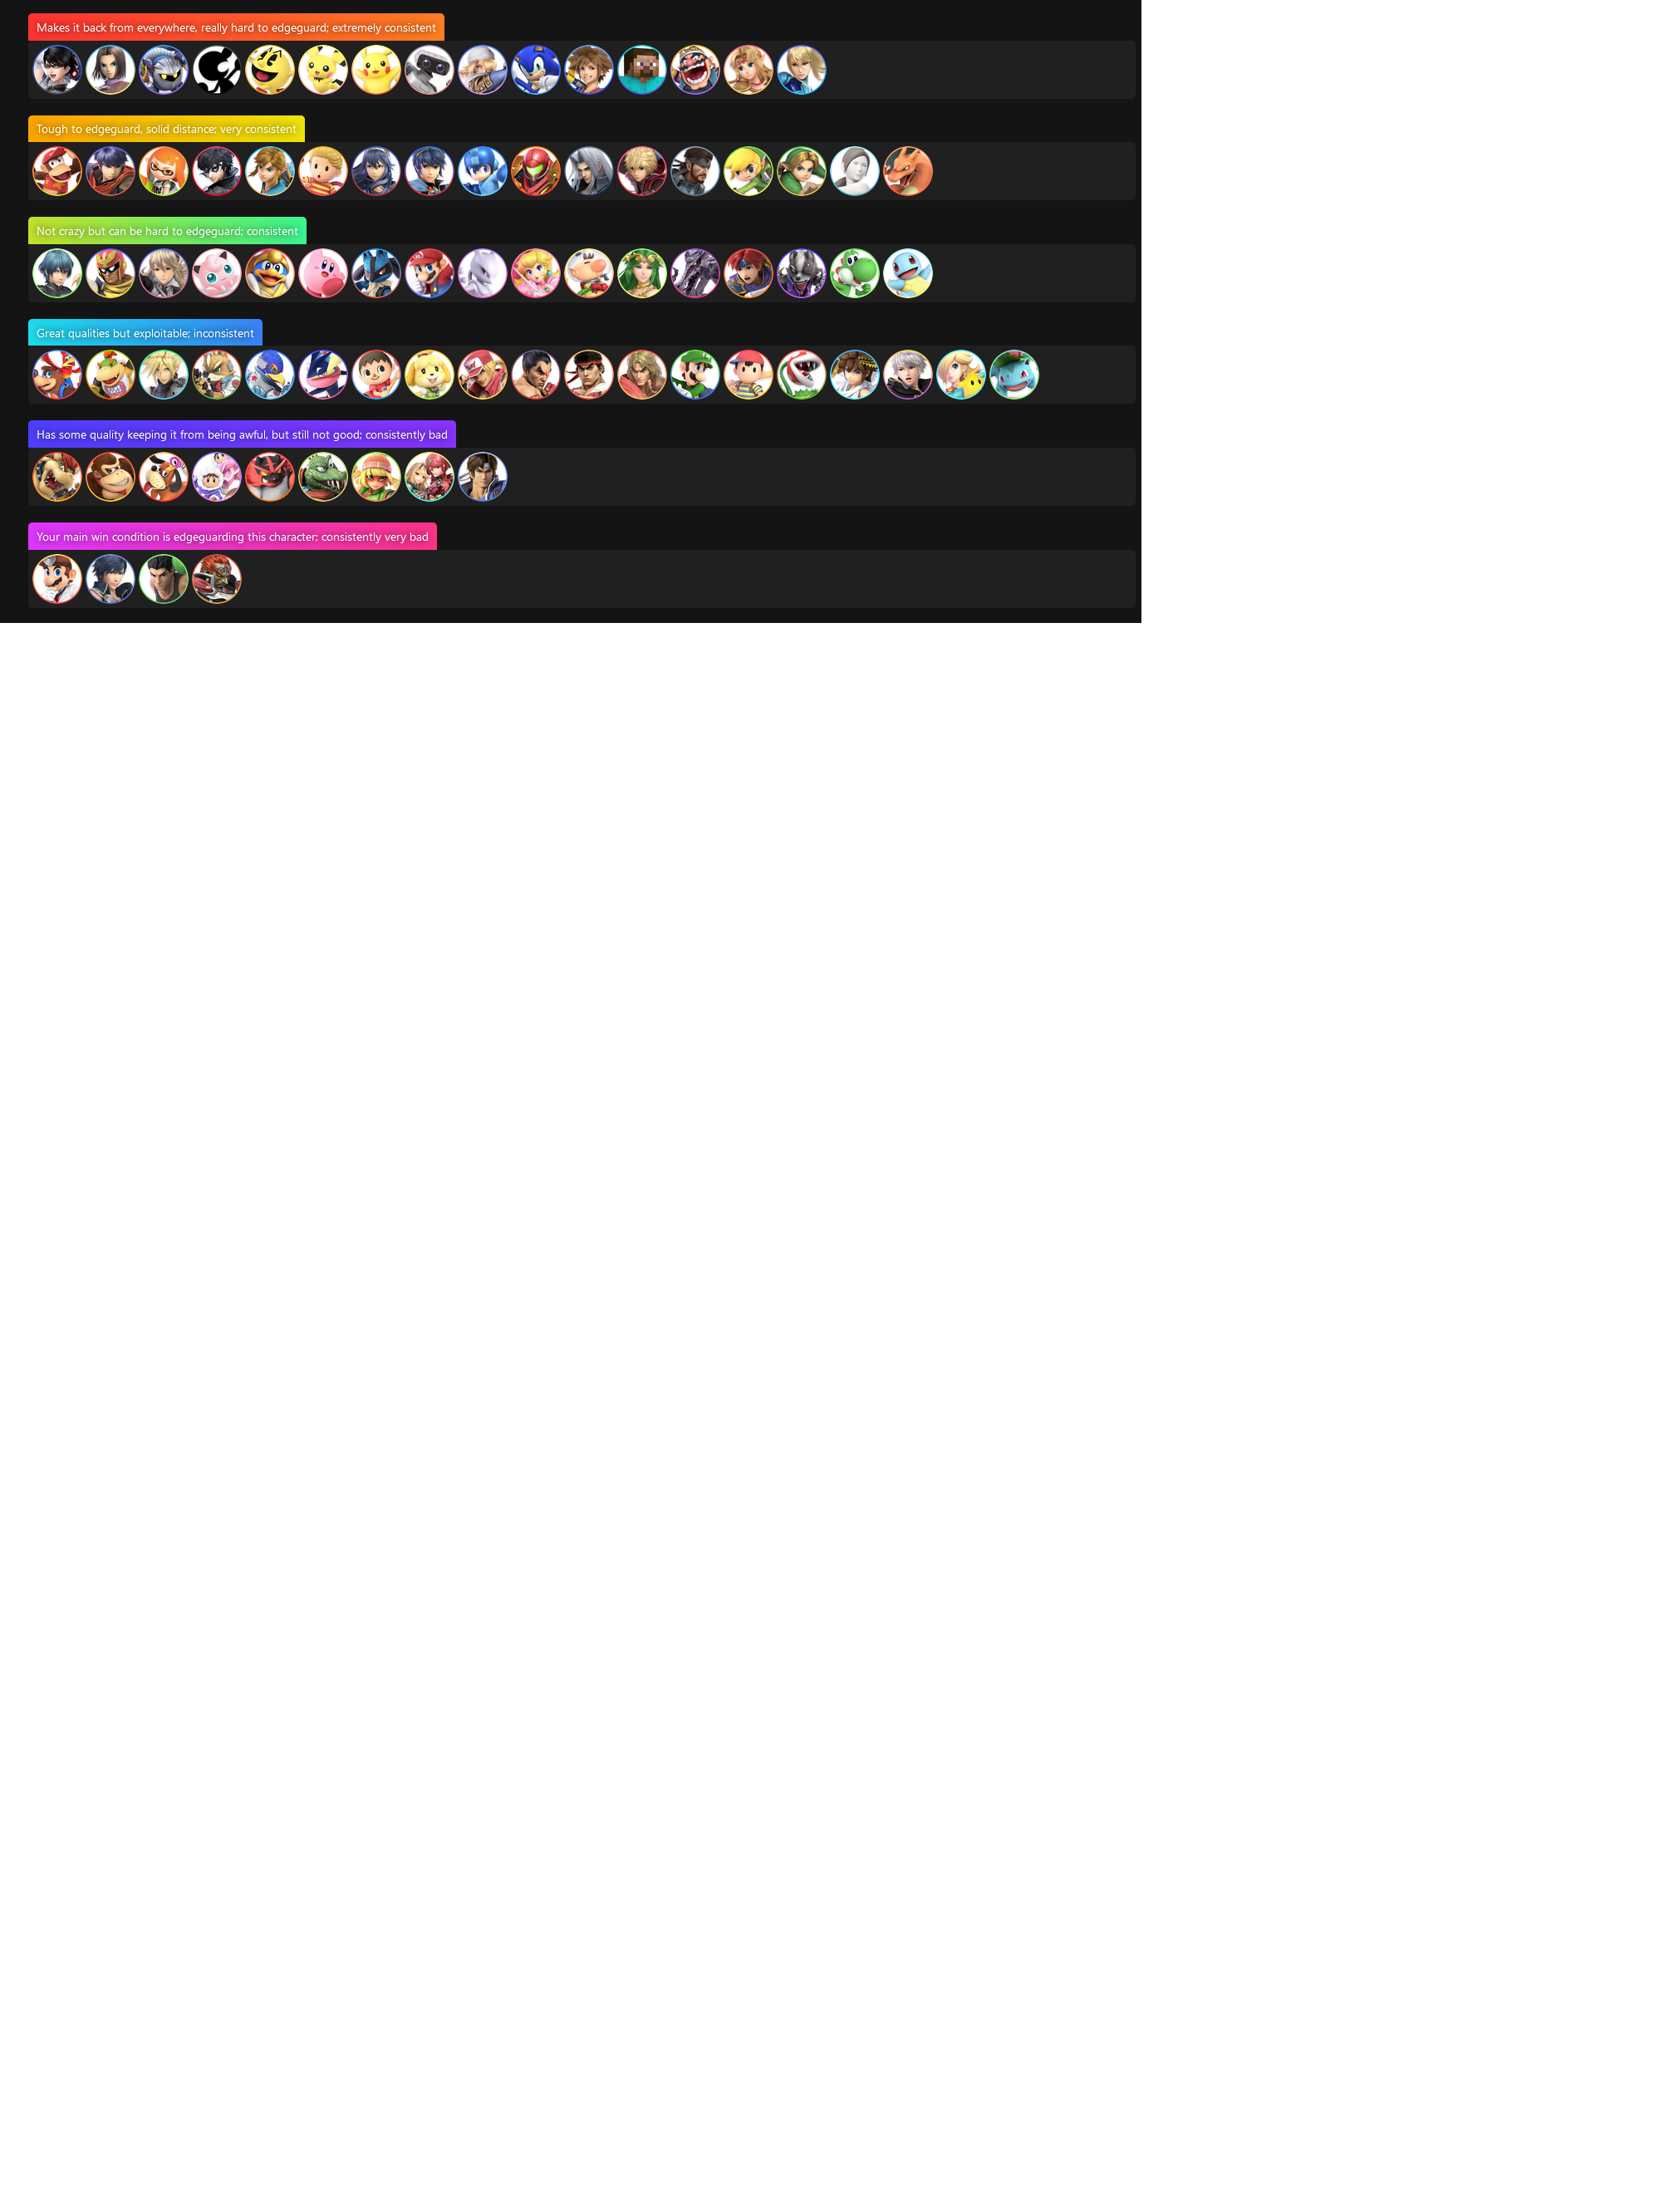 Makes it back from everywhere, really hard to edgeguard; extremely consistent
Tough to edgeguard, solid distance; very consistent
Not crazy but can be hard to edgeguard; consistent
Great qualities but exploitable; inconsistent
Has some quality keeping it from being awful, but still not good; consistently bad
Your main win condition is edgeguarding this character; consistently very bad